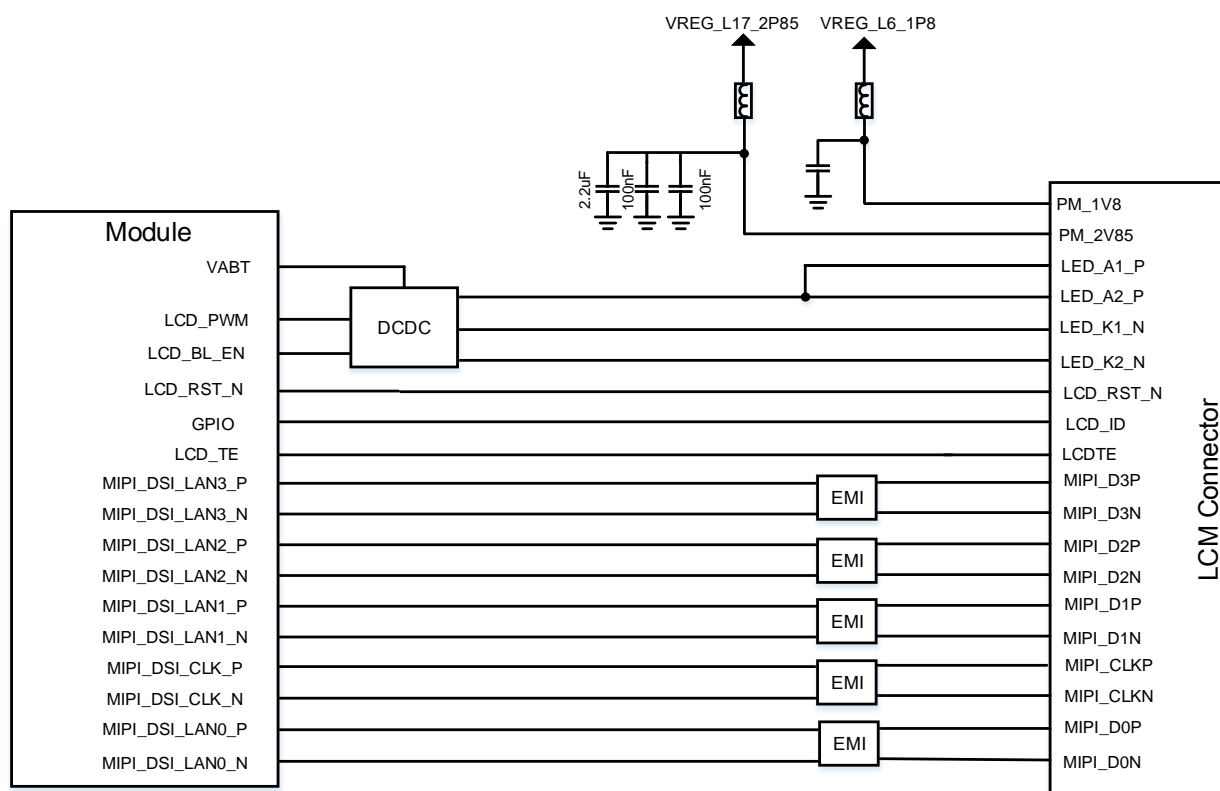 VREG_L17_2P85
VREG_L6_1P8
2.2uF
100nF
100nF
Module
VABT
LCD_PWM
LCD_BL_EN
LCD_RST_N
GPIO
LCD_TE
MIPI_DSI_LAN3_P
MIPI_DSI_LAN3_N
MIPI_DSI_LAN2_P
MIPI_DSI_LAN2_N
MIPI_DSI_LAN1_P
MIPI_DSI_LAN1_N
MIPI_DSI_CLK_P
MIPI_DSI_CLK_N
MIPI_DSI_LAN0_P
MIPI_DSI_LAN0_N
DCDC
EMI
EMI
EMI
EMI
EMI
PM_1V8
PM_2V85
LED_A1_P
LED_A2_P
LED_K1_N
LED_K2_N
LCD_RST_N
LCD_ID
LCDTE
MIPI_D3P
MIPI_D3N
MIPI_D2P
MIPI_D2N
MIPI_D1P
MIPI_D1N
MIPI_CLKP
MIPI_CLKN
MIPI_D0P
MIPI_D0N
LCM Connector